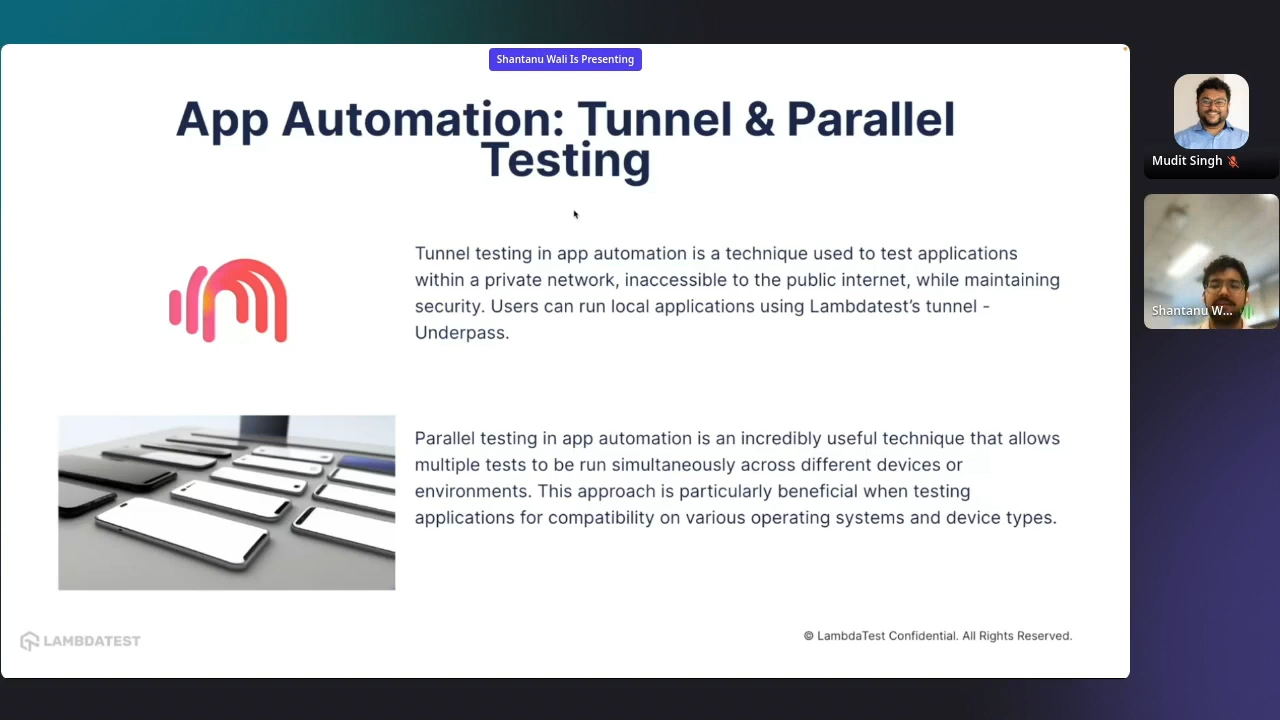 Shantanu Wali Is Presenting
App Automation: Tunnel & Parallel
Testing
Mudit Singh
Shantanu W...
Tunnel testing in app automation is a technique used to test applications
within a private network, inaccessible to the public internet, while maintaining
security. Users can run local applications using Lambdatest’s tunnel -
Underpass.
Parallel testing in app automation is an incredibly useful technique that allows
multiple tests to be run simultaneously across different devices or
environments. This approach is particularly beneficial when testing
applications for compatibility on various operating systems and device types.
LAMBDATEST
© LambdaTest Confidential. All Rights Reserved.